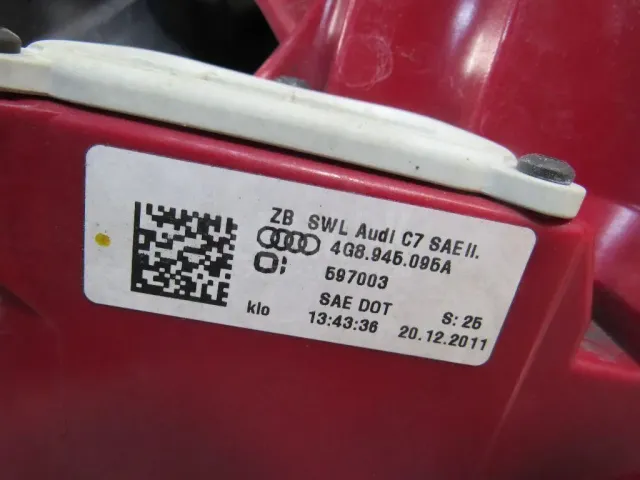 ZB SWL Audi C7 SAE II.
4G8.945.095A
597003
SAE DOT S: 25
klo 13:43:36 20.12.2011